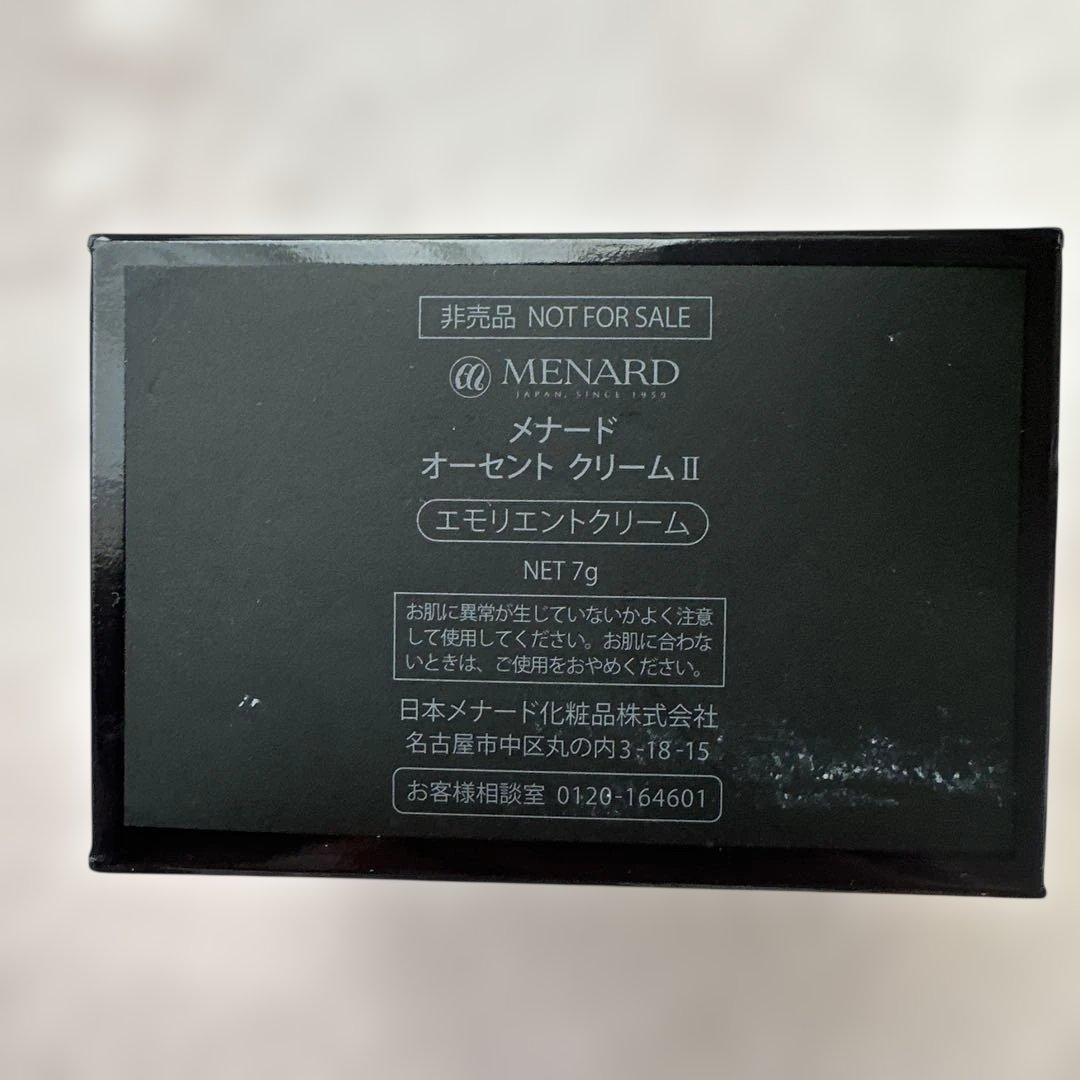 非売品 NOT FOR SALE
MENARD
JAPAN, SINCE 1959
メナード
オーセント クリームⅡ
エモリエントクリーム
NET 7g
お肌に異常が生じていないかよく注意
して使用してください。お肌に合わな
いときは、ご使用をおやめください。
日本メナード化粧品株式会社
名古屋市中区丸の内3-18-15
お客様相談室 0120-164601